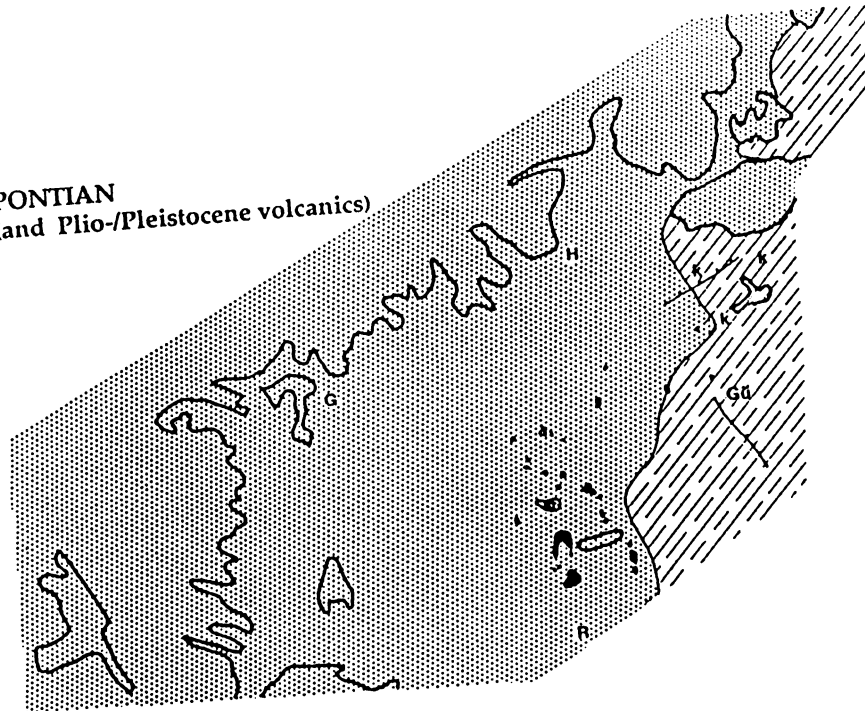 PONTIAN
(and Plio-/Pleistocene volcanics)
H
k
k
k
Gü
G
R